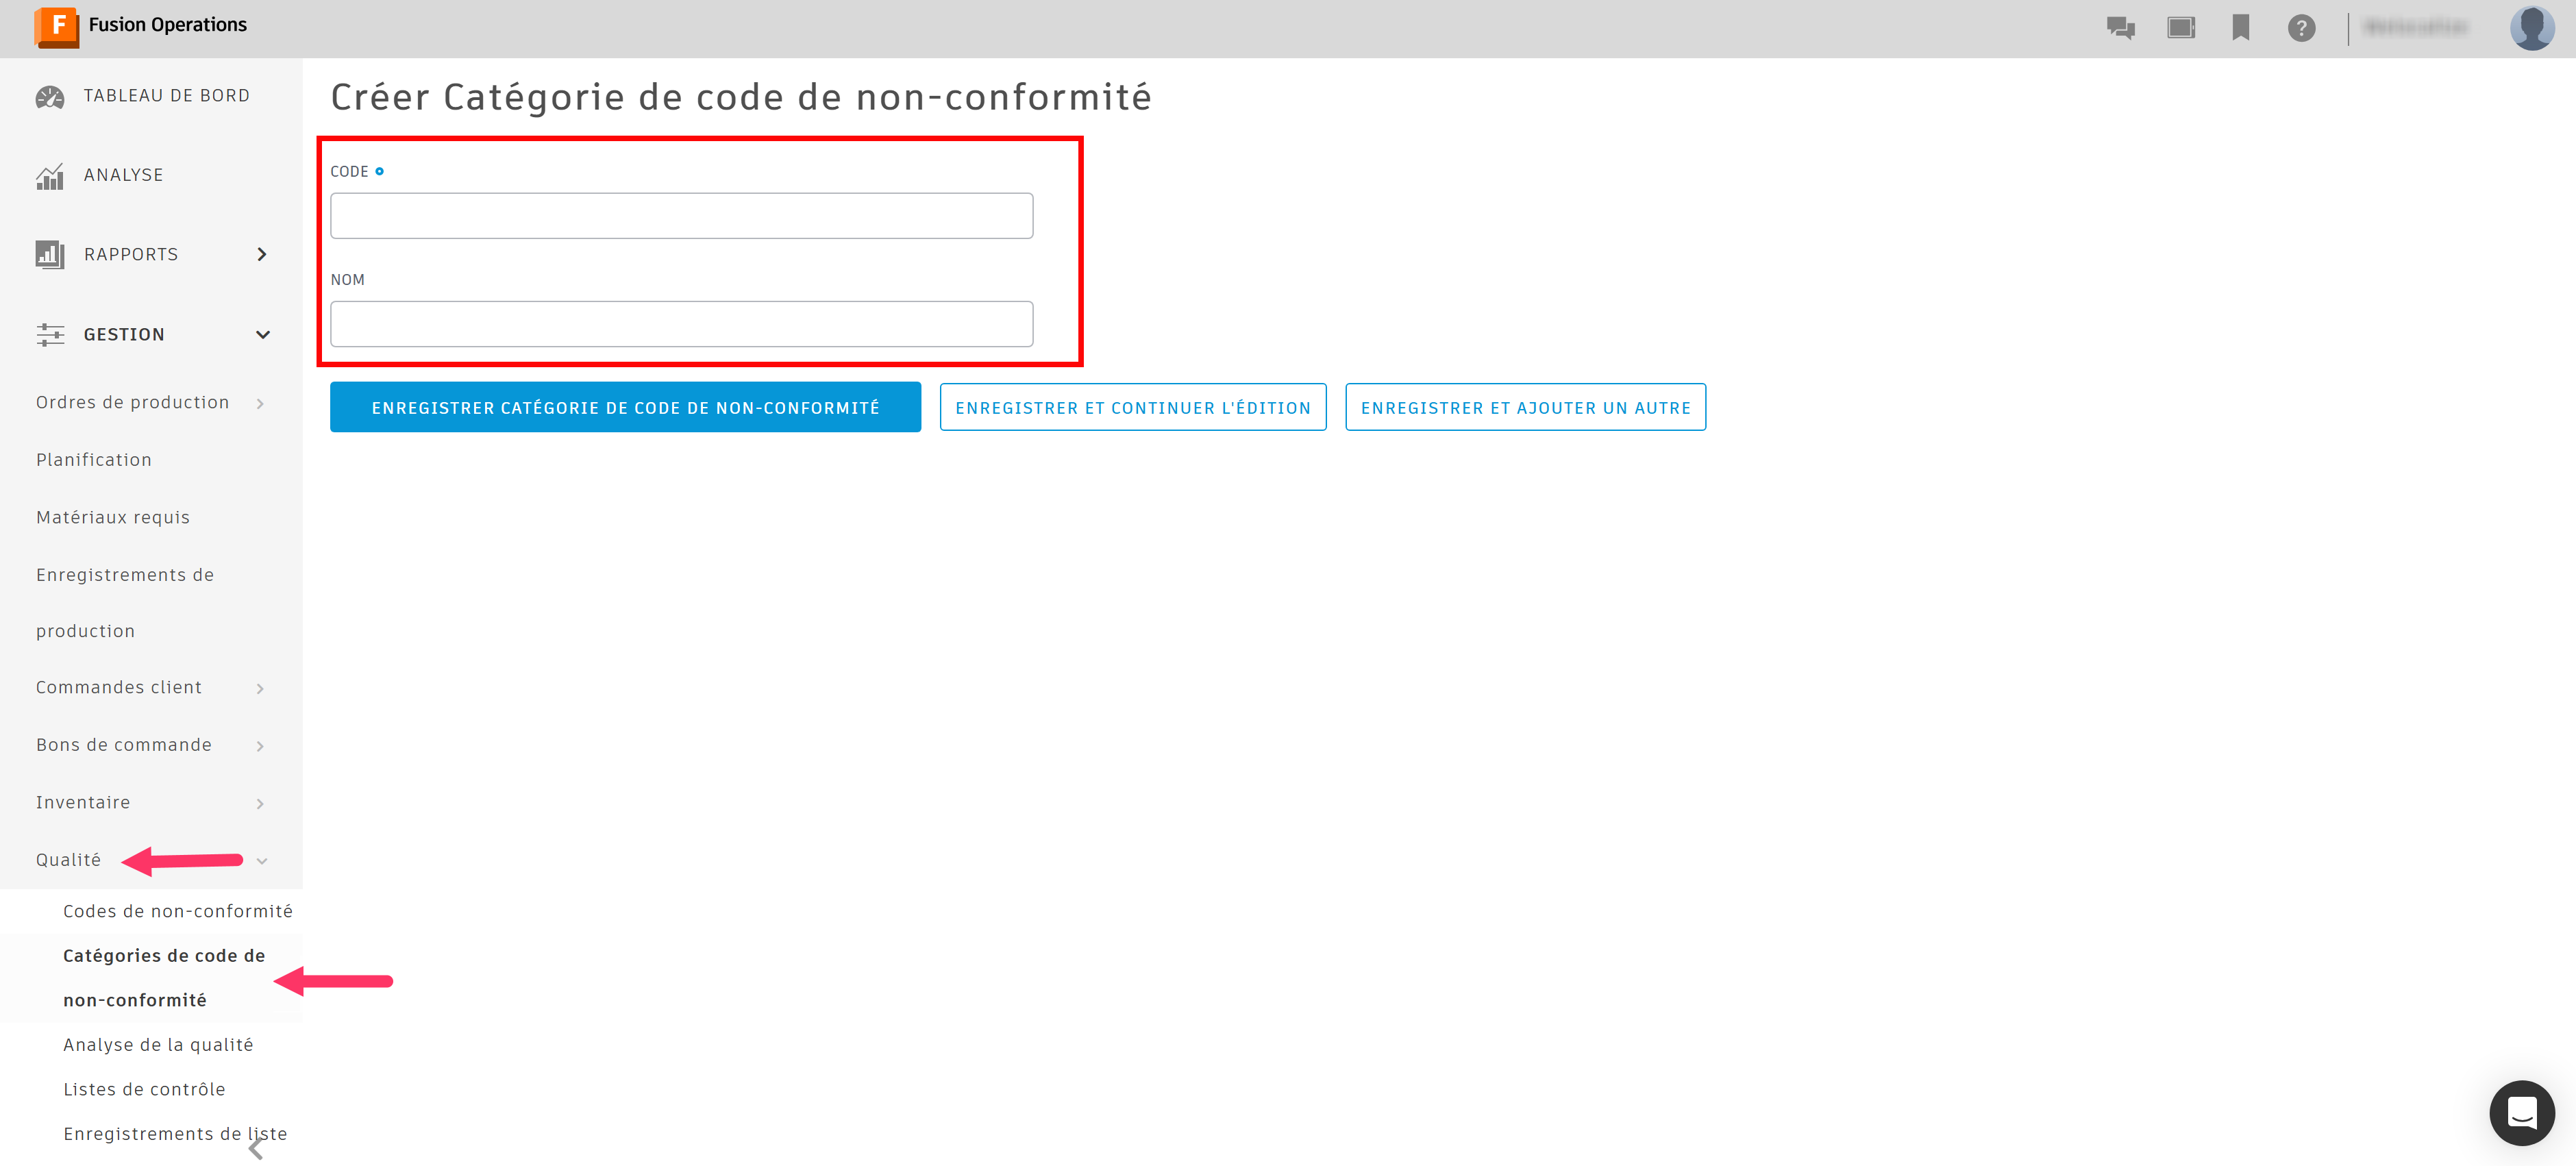 F Fusion Operations
?
TABLEAU DE BORD
ANALYSE
RAPPORTS
GESTION
Ordres de production
Planification
Matériaux requis
Enregistrements de
production
Commandes client
Bons de commande
Inventaire
Qualité
Codes de non-conformité
Catégories de code de
non-conformité
Analyse de la qualité
Listes de contrôle
Enregistrements de liste
Créer Catégorie de code de non-conformité
CODE
NOM
ENREGISTRER CATÉGORIE DE CODE DE NON-CONFORMITÉ
ENREGISTRER ET CONTINUER L'ÉDITION
ENREGISTRER ET AJOUTER UN AUTRE